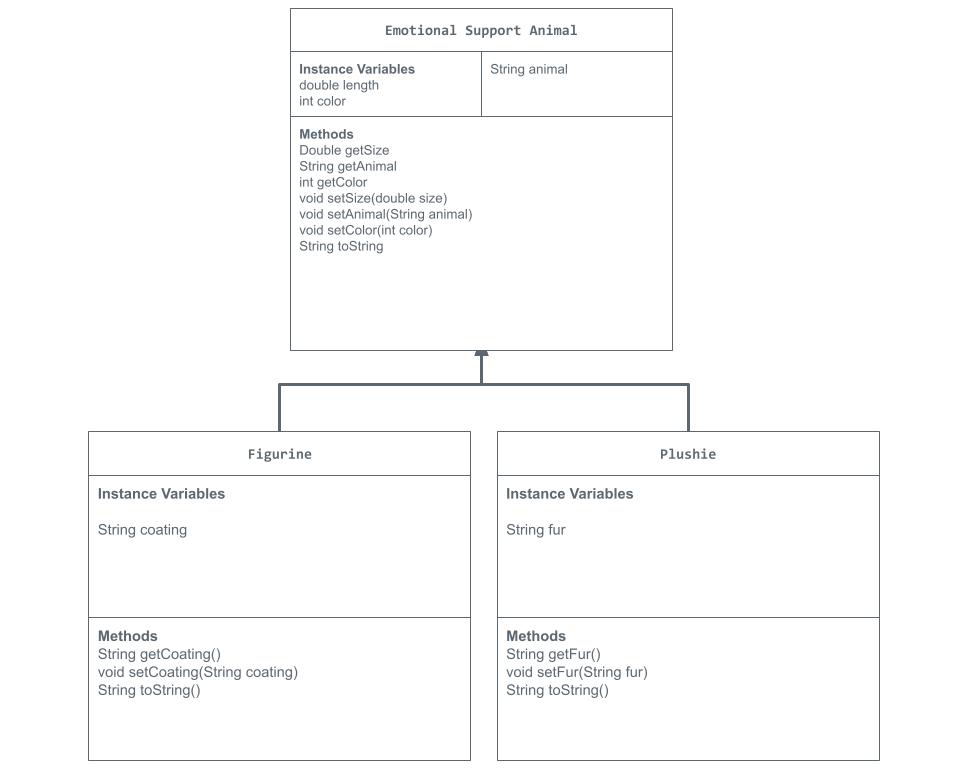 Emotional Support Animal
Instance Variables
double length
int color
String animal
Methods
Double getSize
String getAnimal
int getColor
void setSize(double size)
void setAnimal(String animal)
void setColor(int color)
String toString
Figurine
Instance Variables
String coating
Methods
String getCoating()
void setCoating(String coating)
String toString()
Plushie
Instance Variables
String fur
Methods
String getFur()
void setFur(String fur)
String toString()